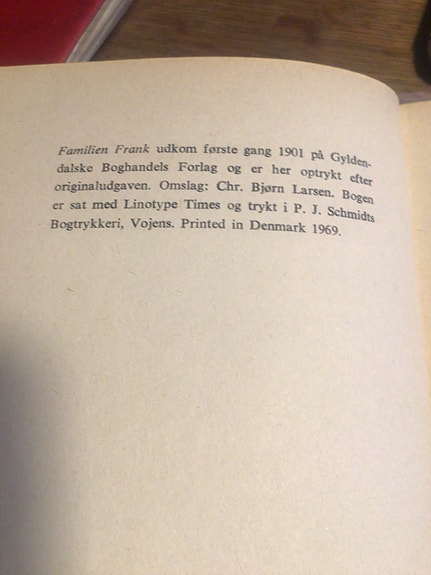 Familien Frank udkom første gang 1901 på Gylden-
dalske Boghandels Forlag og er her optrykt efter
originaludgaven. Omslag: Chr. Bjørn Larsen. Bogen
er sat med Linotype Times og trykt i P. J. Schmidts
Bogtrykkeri, Vojens. Printed in Denmark 1969.